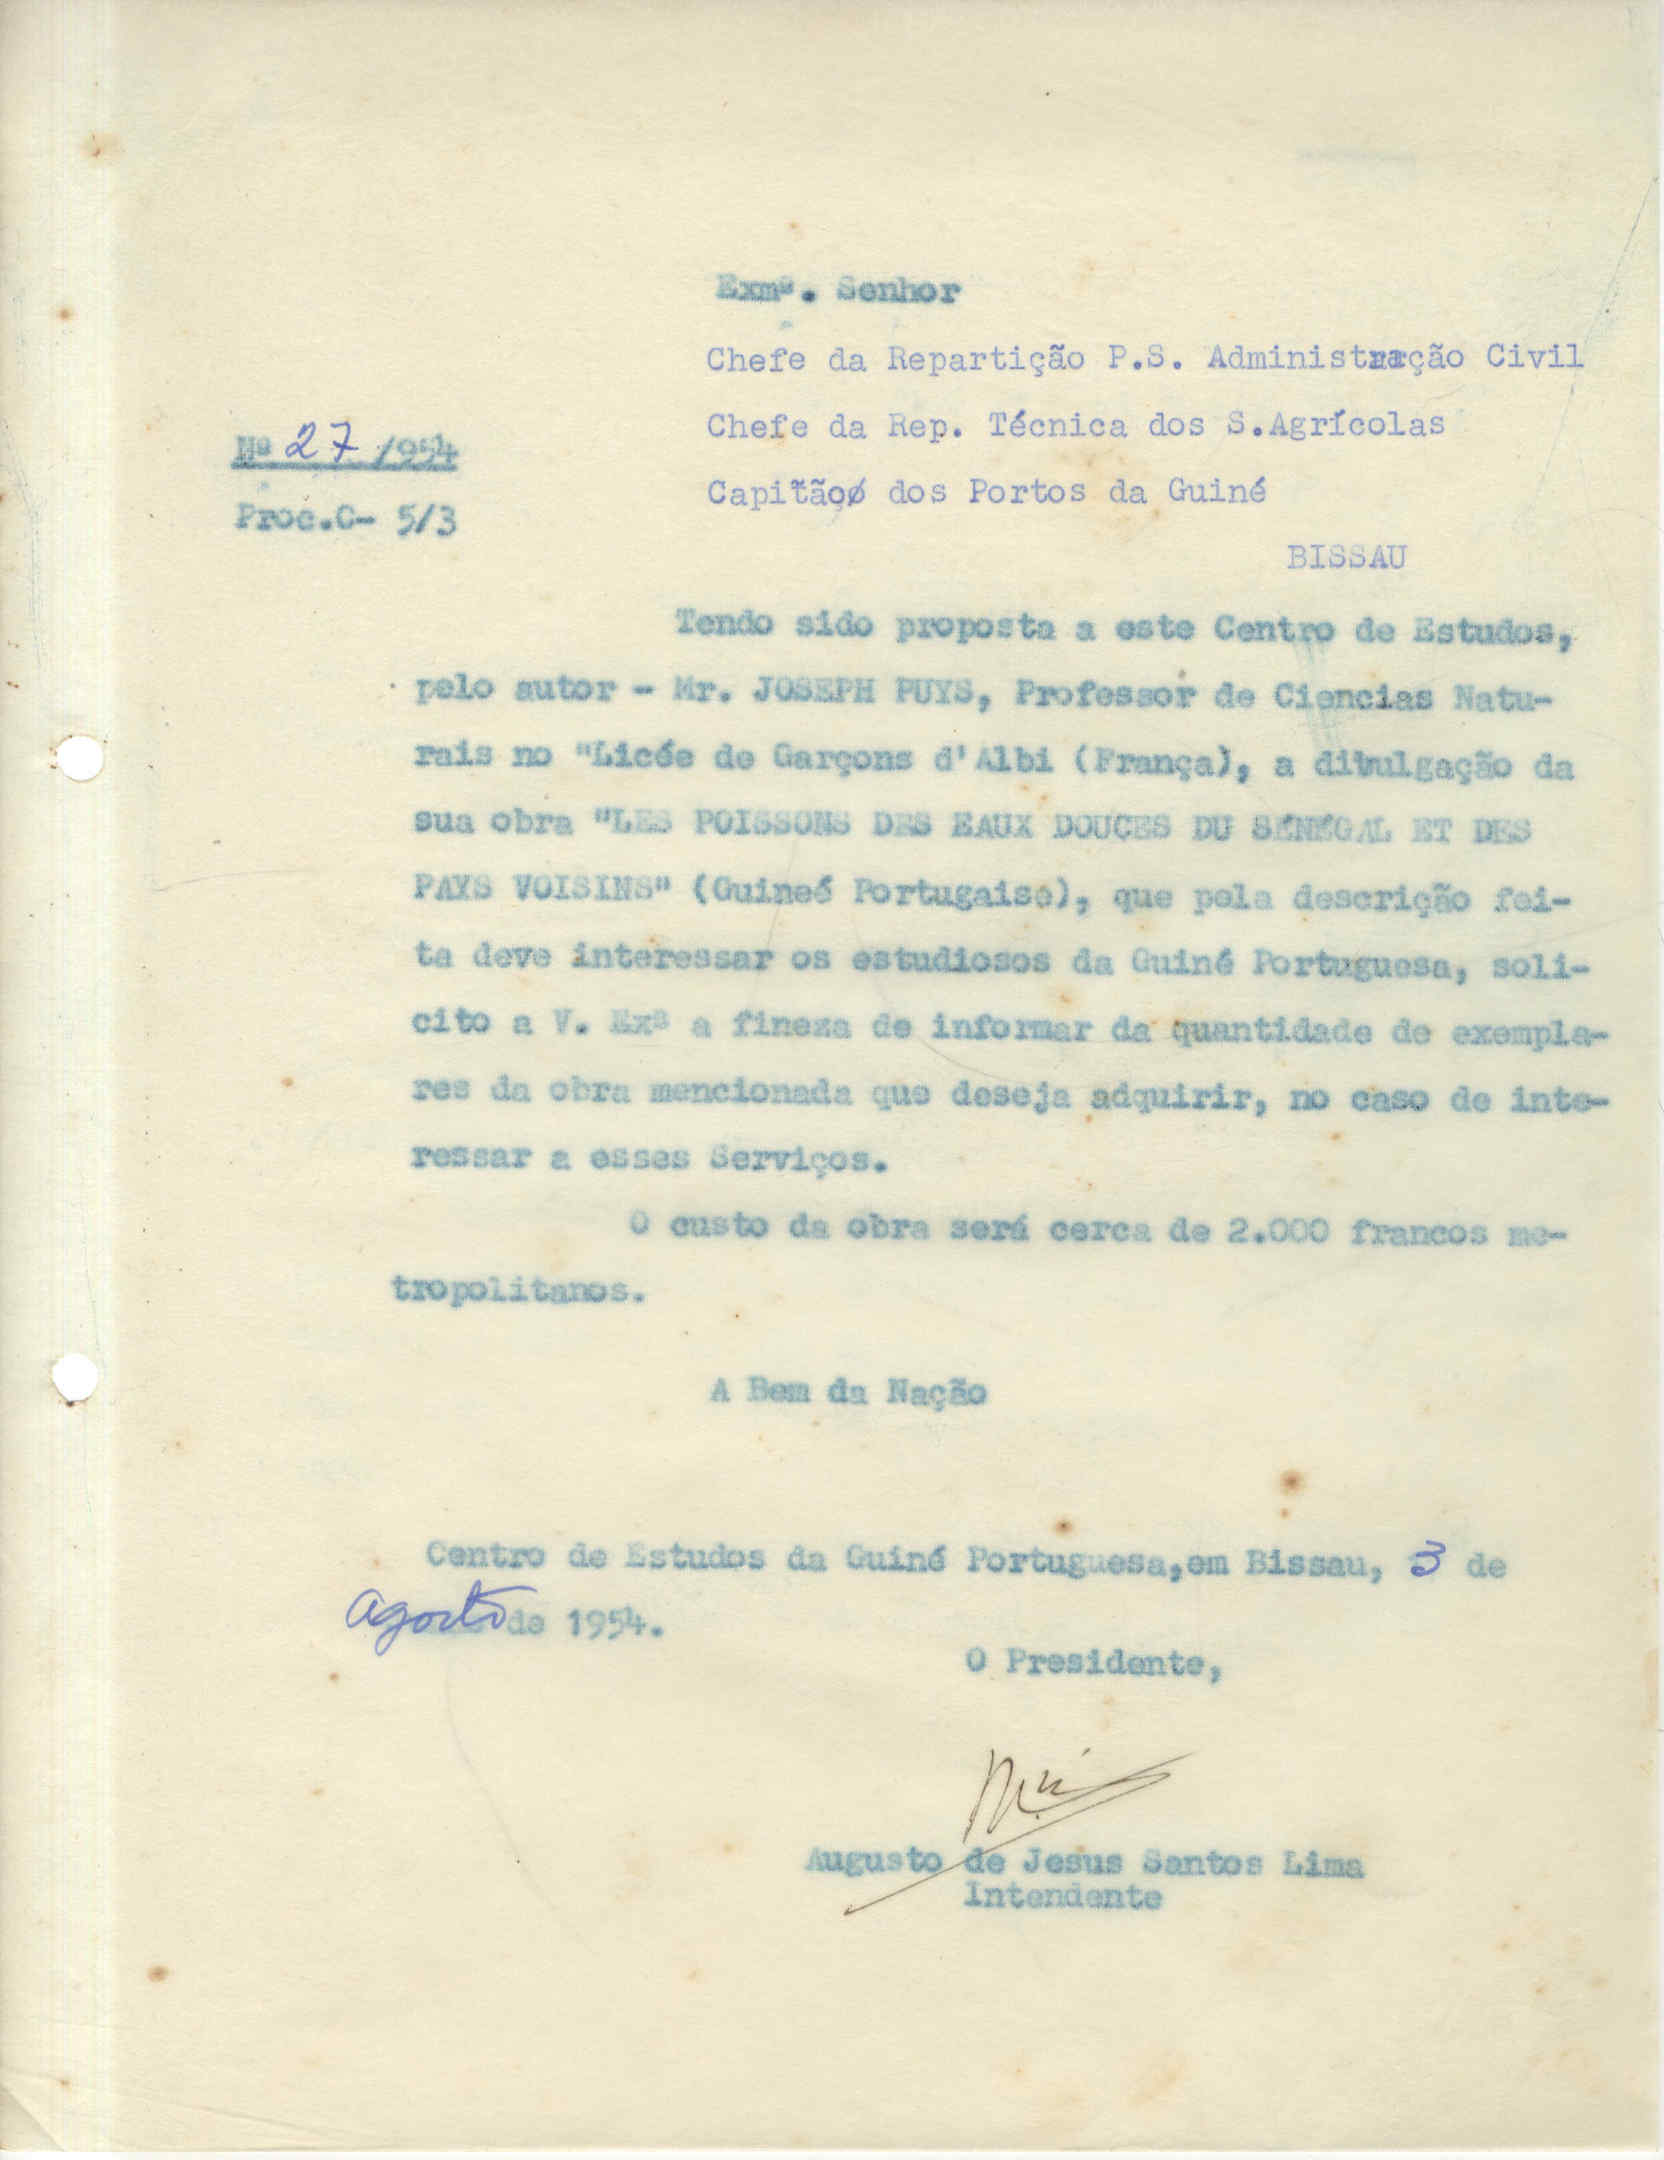 Exmº. Senhor
Chefe da Repartição P.S. Administração Civil
Chefe da Rep. Técnica dos S.Agrícolas
Nº 27 /954
Capitão dos Portos da Guiné
Proc.C- 5/3
BISSAU
Tendo sido proposta a este Centro de Estudos,
pelo autor - Mr. JOSEPH PUYS, Professor de Ciencias Natu-
rais no "Licée de Garçons d'Albi (França), a divulgação da
sua obra "LES POISSONS DES EAUX DOUCES DU SÉNÉGAL ET DES
PAYS VOISINS" (Guineé Portugaise), que pela descrição fei-
ta deve interessar os estudiosos da Guiné Portuguesa, soli-
cito a V. Exª a fineza de informar da quantidade de exempla-
res da obra mencionada que deseja adquirir, no caso de inte-
ressar a esses Serviços.
O custo da obra será cerca de 2.000 francos me-
tropolitanos.
A Bem da Nação
Centro de Estudos da Guiné Portuguesa,em Bissau, 3 de
Agosto de 1954.
O Presidente,
Augusto de Jesus Santos Lima
Intendente